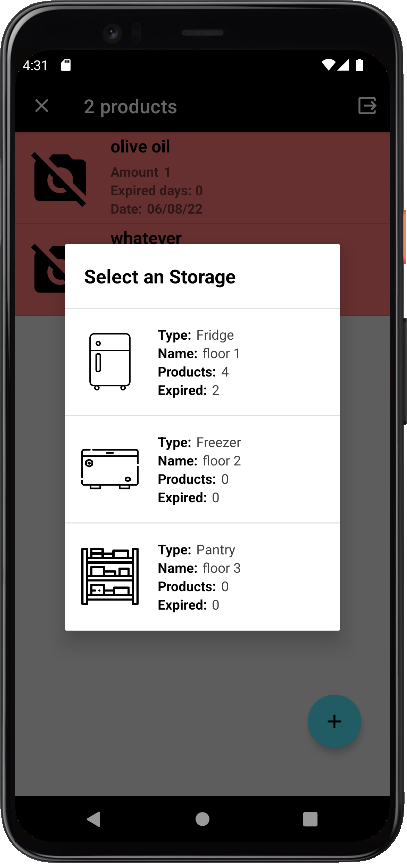 4:31
2 products
olive oil
Amount 1
Expired days: 0
Date: 06/08/22
whatever
Select an Storage
Type: Fridge
Name: floor 1
Products: 4
Expired: 2
Type: Freezer
Name: floor 2
Products: 0
Expired: 0
Type: Pantry
Name: floor 3
Products: 0
Expired: 0